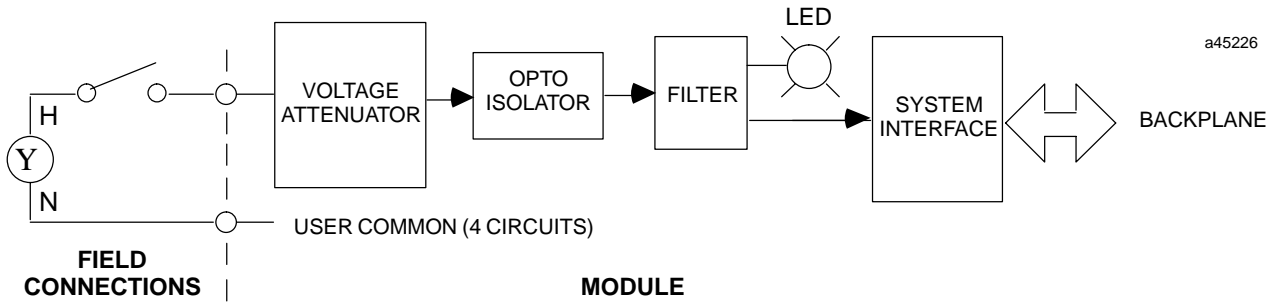 LED
a45226
H
VOLTAGE
ATTENUATOR
OPTO
ISOLATOR
FILTER
SYSTEM
INTERFACE
BACKPLANE
Y
N
USER COMMON (4 CIRCUITS)
FIELD
CONNECTIONS
MODULE